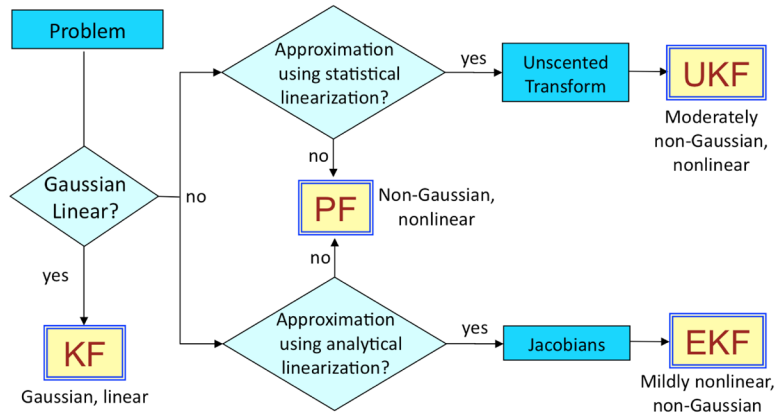 Problem
Gaussian
Linear?
yes
KF
Gaussian, linear
no
Approximation
using statistical
linearization?
yes
Unscented
Transform
UKF
Moderately
non-Gaussian,
nonlinear
no
PF
Non-Gaussian,
nonlinear
no
Approximation
using analytical
linearization?
yes
Jacobians
EKF
Mildly nonlinear,
non-Gaussian